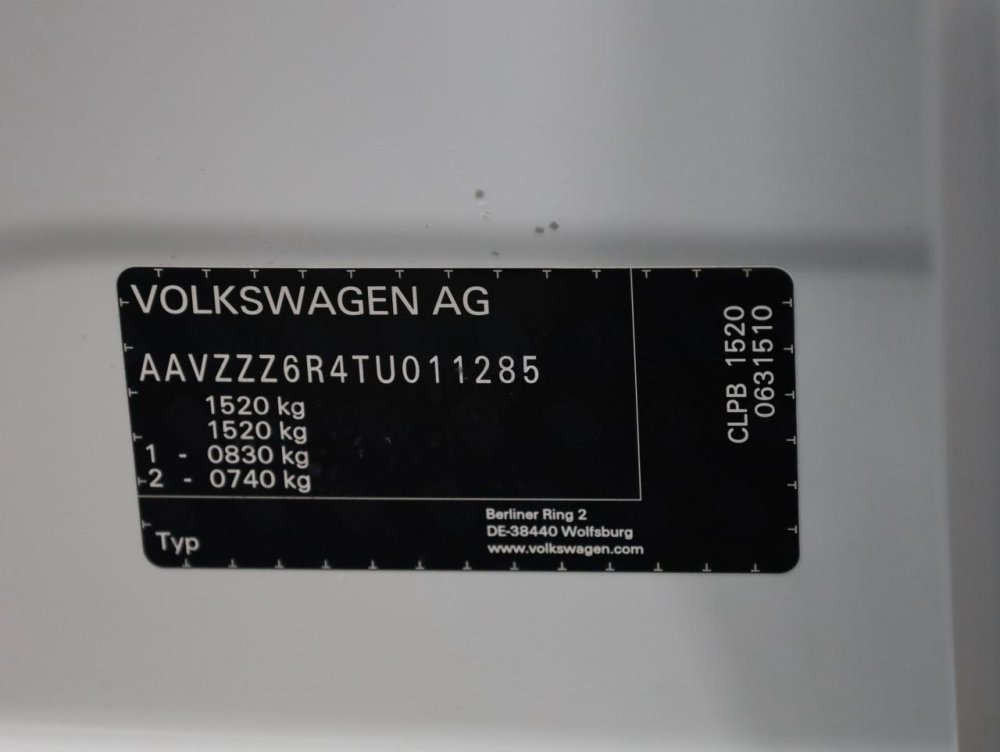 VOLKSWAGEN AG
AAVZZZ6R4TU011285
1520 kg
1520 kg
1 - 0830 kg
2 - 0740 kg
Typ
Berliner Ring 2
DE-38440 Wolfsburg
www.volkswagen.com
CLPB 1520
0631510